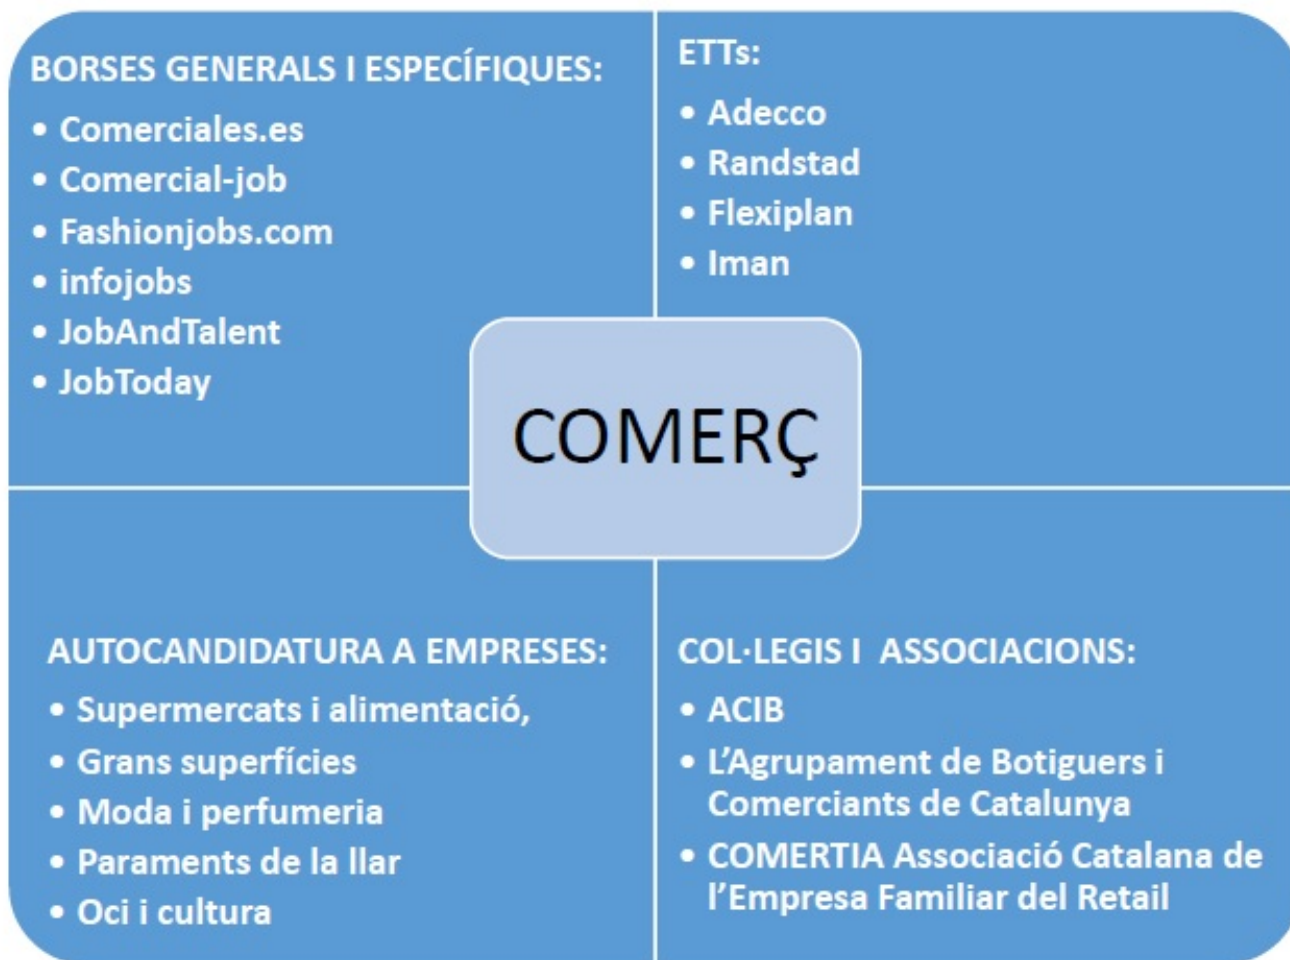 BORSES GENERALS I ESPECÍFIQUES:
• Comerciales.es
• Comercial-job
• Fashionjobs.com
• infojobs
• JobAndTalent
• JobToday
ETTs:
• Adecco
• Randstad
• Flexiplan
• Iman
COMERÇ
AUTOCANDIDATURA A EMPRESES:
• Supermercats i alimentació,
• Grans superfícies
• Moda i perfumeria
• Paraments de la llar
• Oci i cultura
COL·LEGIS I ASSOCIACIONS:
• ACIB
• L’Agrupament de Botiguers i
Comerciants de Catalunya
• COMERTIA Associació Catalana de
l’Empresa Familiar del Retail